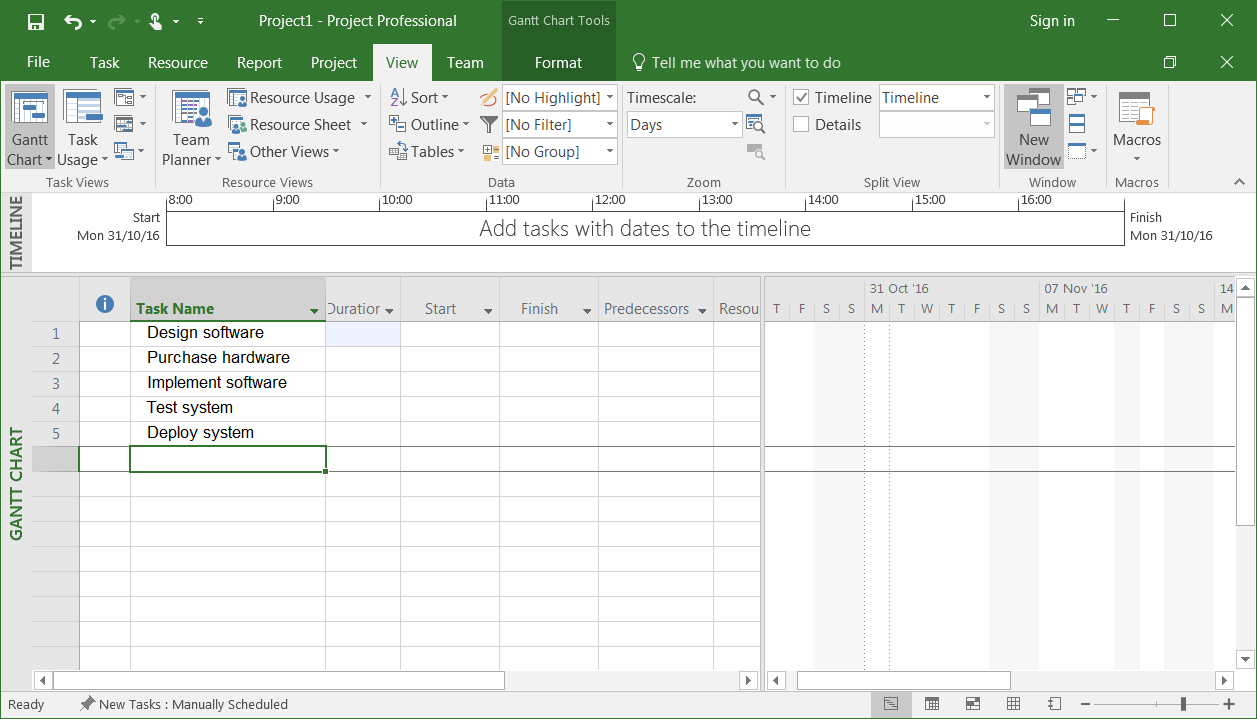 Project1 - Project Professional
Gantt Chart Tools
Sign in
File Task Resource Report Project View Team Format Tell me what you want to do
Gantt Chart
Task Usage
Task Views
Team Planner
Resource Usage
Resource Sheet
Other Views
Resource Views
Sort
Outline
Tables
[No Highlight]
[No Filter]
[No Group]
Data
Timescale:
Days
Zoom
Timeline Timeline
Details
Split View
New Window
Window
Macros
Macros
TIMELINE
8:00 9:00 10:00 11:00 12:00 13:00 14:00 15:00 16:00
Start
Mon 31/10/16
Add tasks with dates to the timeline
Finish
Mon 31/10/16
GANTT CHART
Task Name Duration Start Finish Predecessors Resou
31 Oct '16 07 Nov '16 14
T F S S M T W T F S S M T W T F S S M
1 Design software
2 Purchase hardware
3 Implement software
4 Test system
5 Deploy system
Ready New Tasks : Manually Scheduled